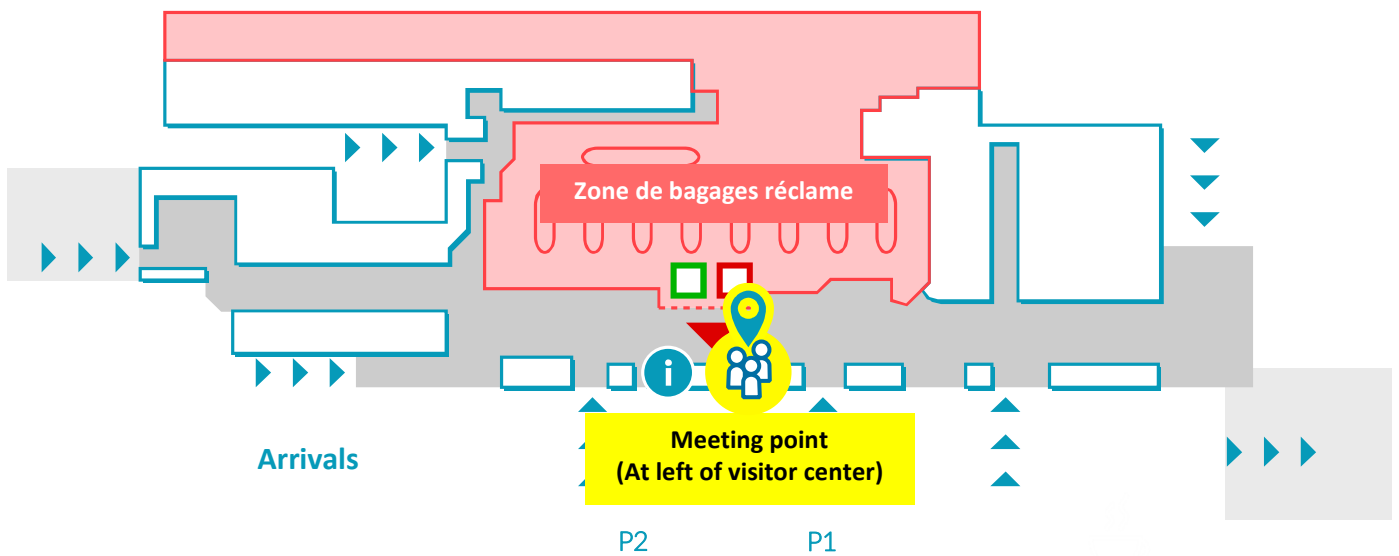 Zone de bagages réclame
i
Arrivals
Meeting point
(At left of visitor center)
P2
P1